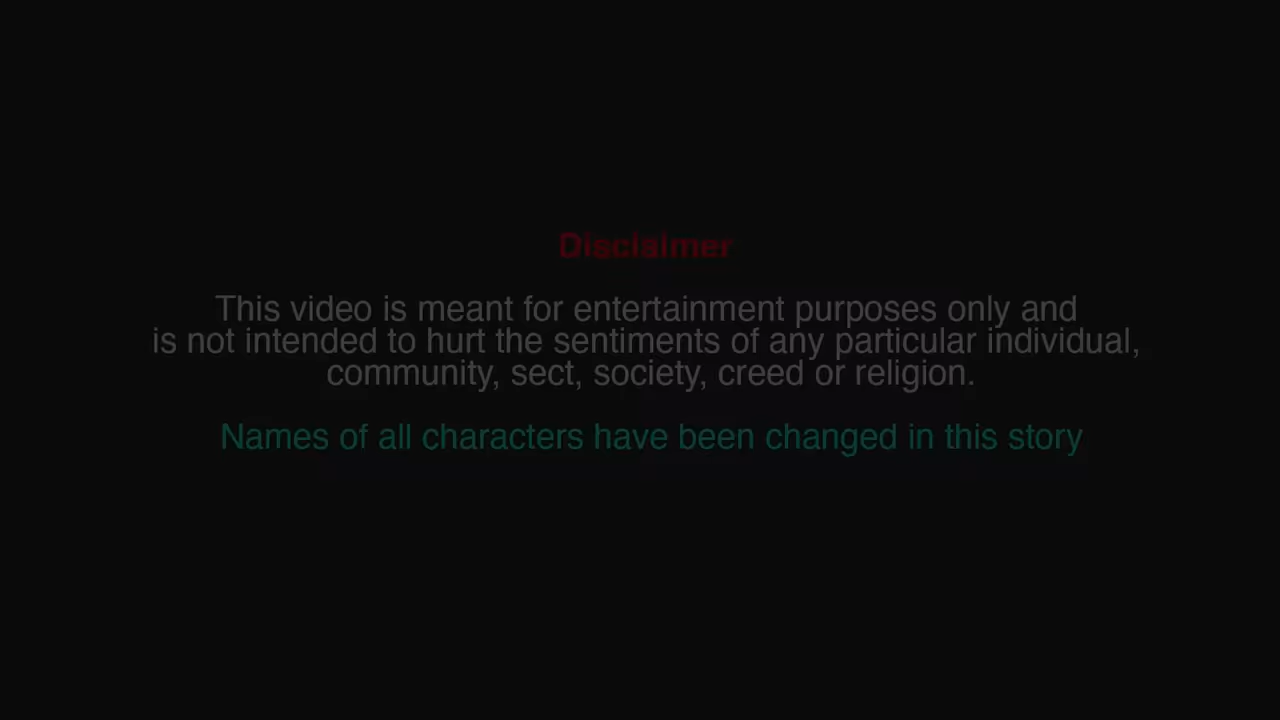 Disclaimer
This video is meant for entertainment purposes only and
is not intended to hurt the sentiments of any particular individual,
community, sect, society, creed or religion.
Names of all characters have been changed in this story